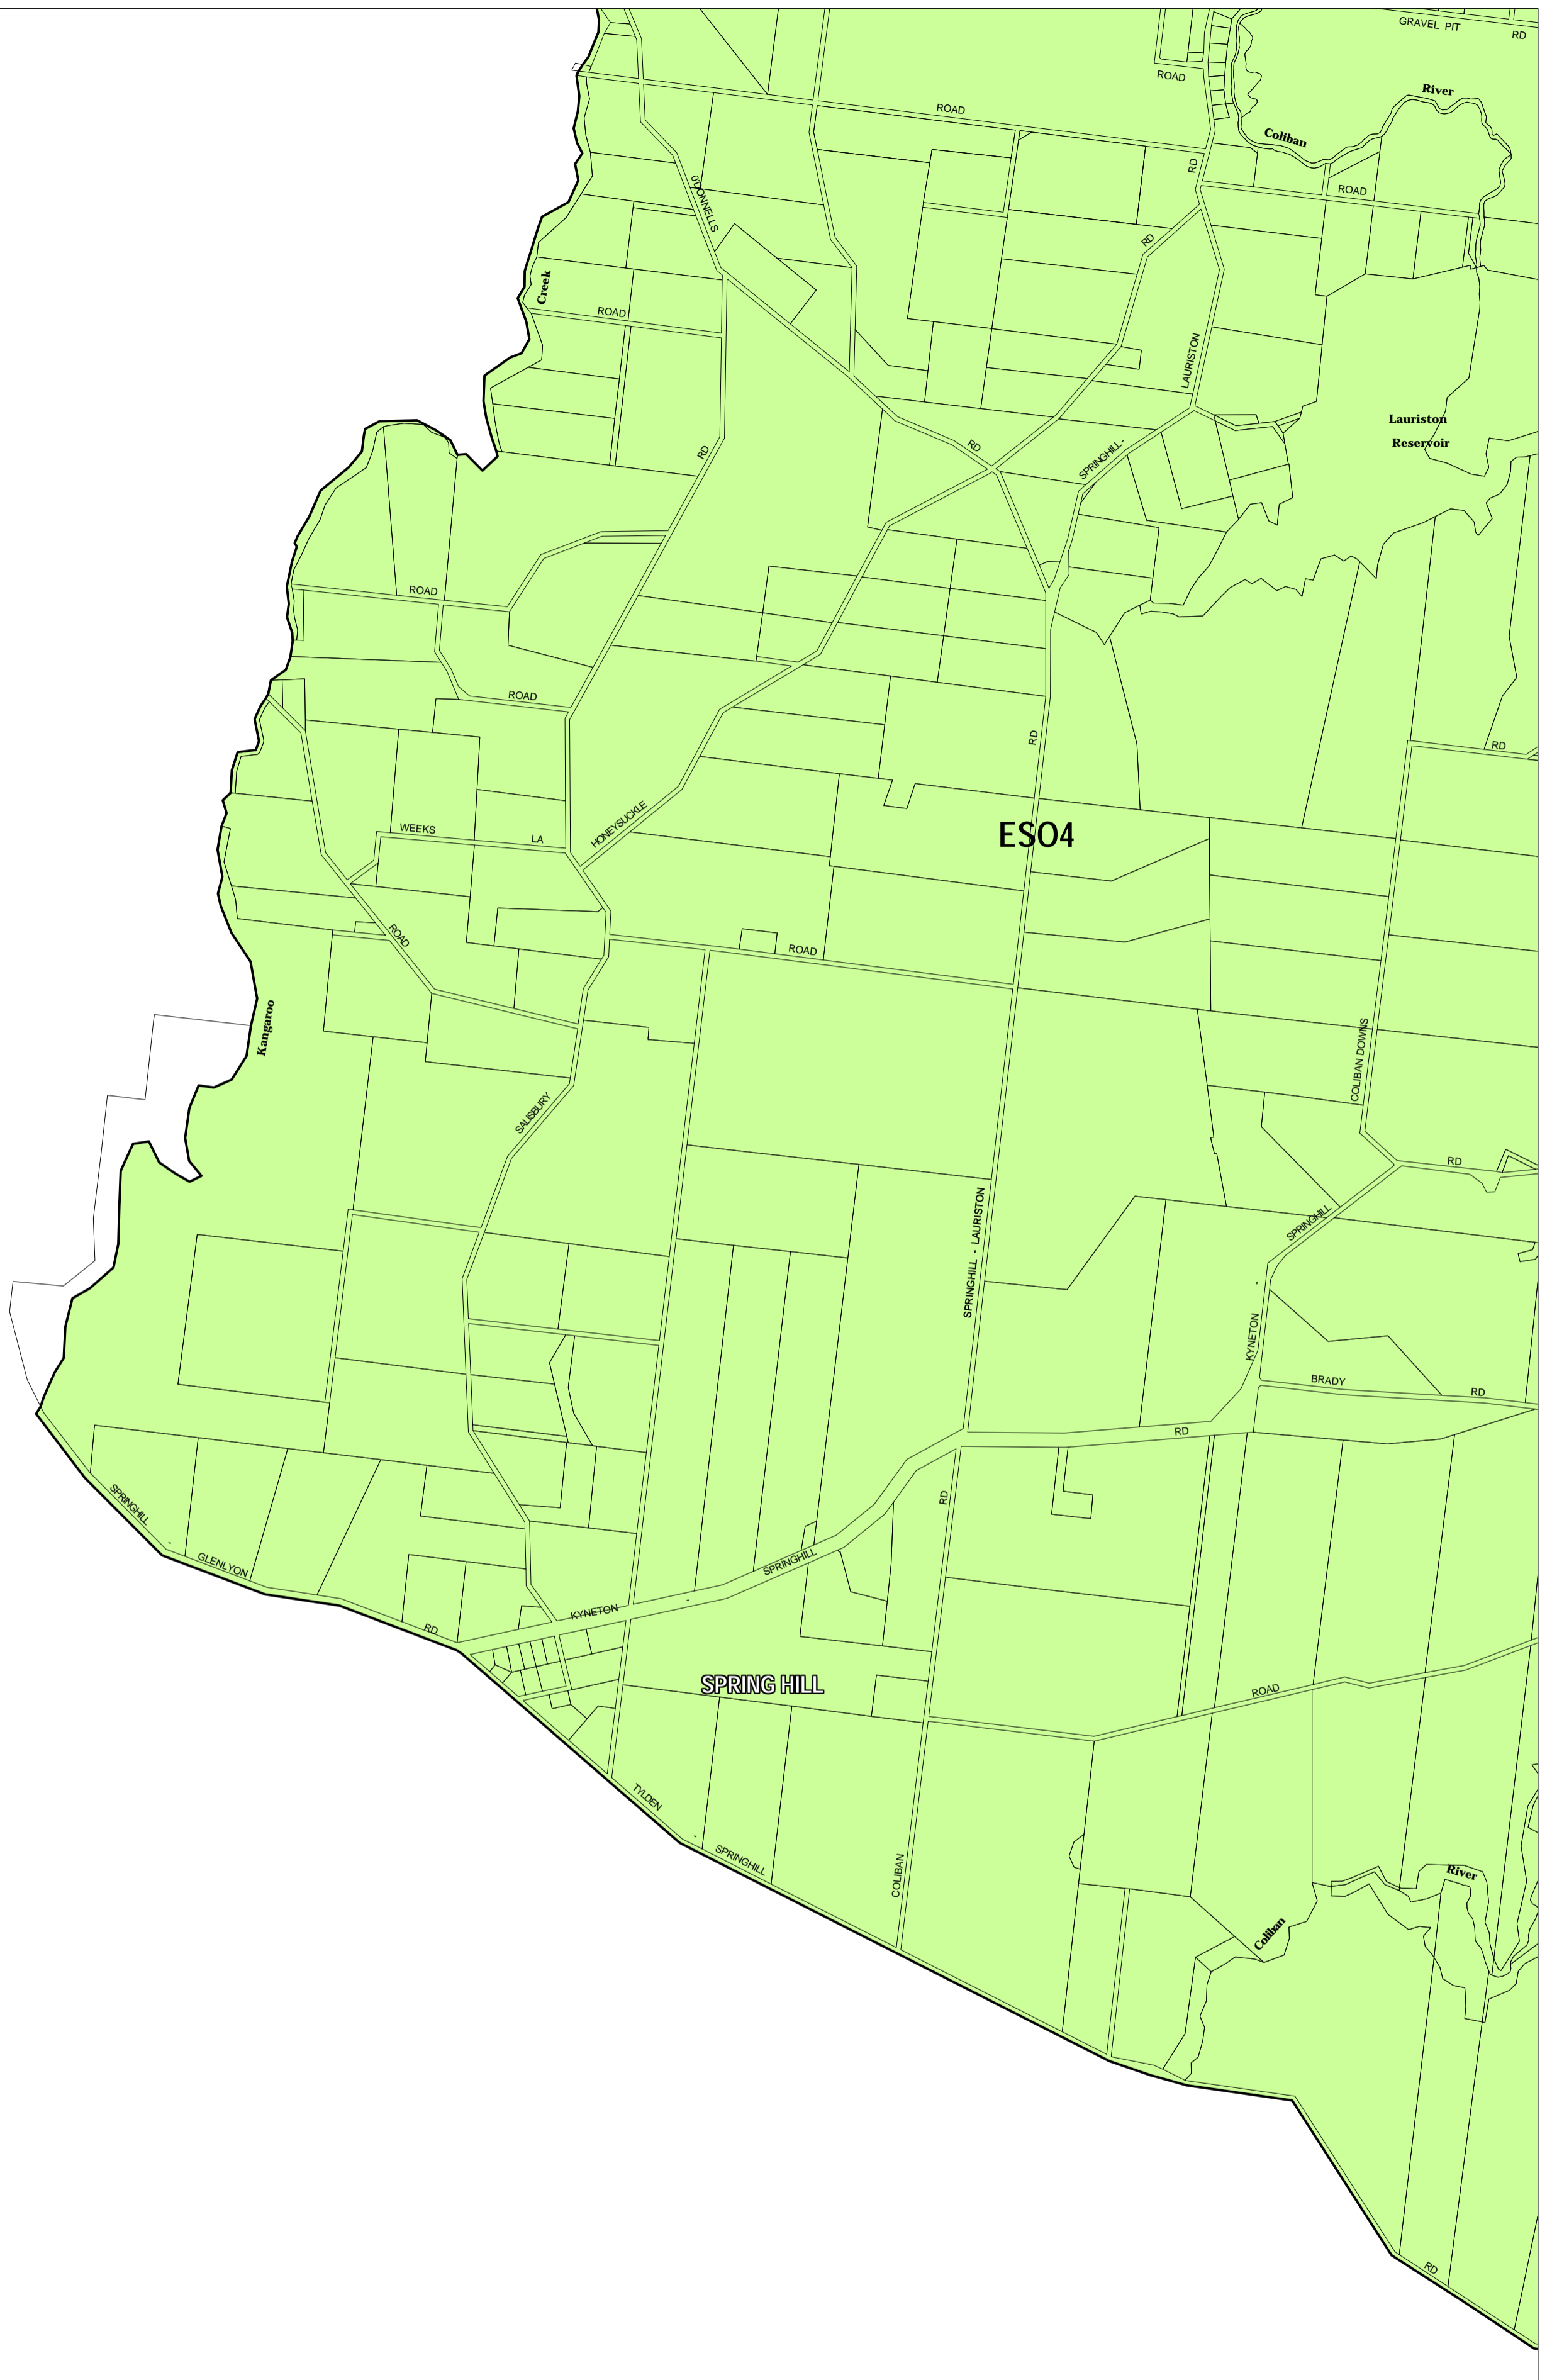 GRAVEL PIT
RD
ROAD
River
ROAD
Coliban
RD
ROAD
O'DONNELLS
RD
Creek
ROAD
LAURISTON
Lauriston
Reservoir
RD
RD
SPRINGHILL -
ROAD
ROAD
RD
RD
HONEYSUCKLE
WEEKS
LA
ESO4
ROAD
ROAD
Kangaroo
COLIBAN DOWNS
SALISBURY
RD
SPRINGHILL
SPRINGHILL - LAURISTON
-
KYNETON
BRADY
RD
RD
SPRINGHILL
-
GLENLYON
RD
RD
SPRINGHILL
-
KYNETON
SPRING HILL
ROAD
TYLDEN
-
SPRINGHILL
COLIBAN
River
Coliban
RD